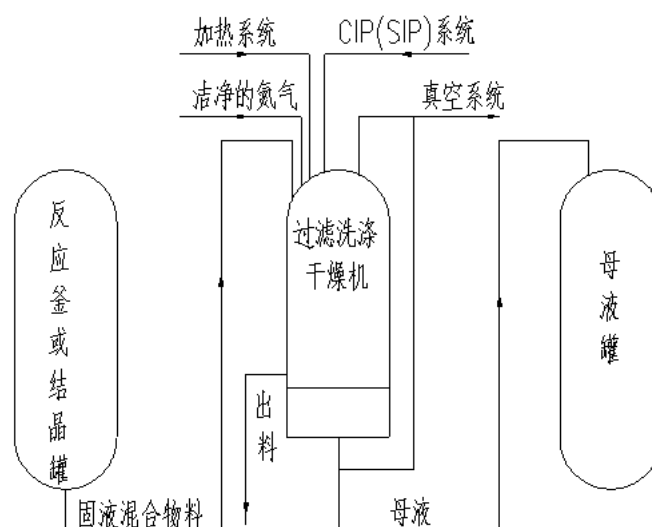 加热系统
CIP(SIP)系统
洁净的氮气
真空系统
反应釜或结晶罐
过滤洗涤
干燥机
母液罐
出料
固液混合物料
母液